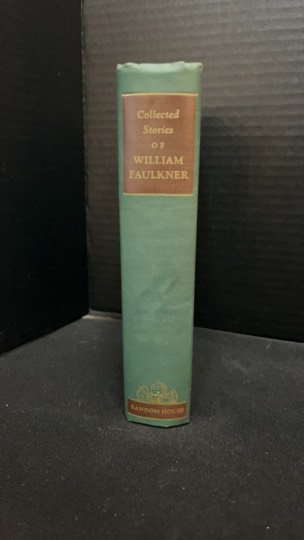 Collected
Stories
OF
WILLIAM
FAULKNER
RANDOM HOUSE